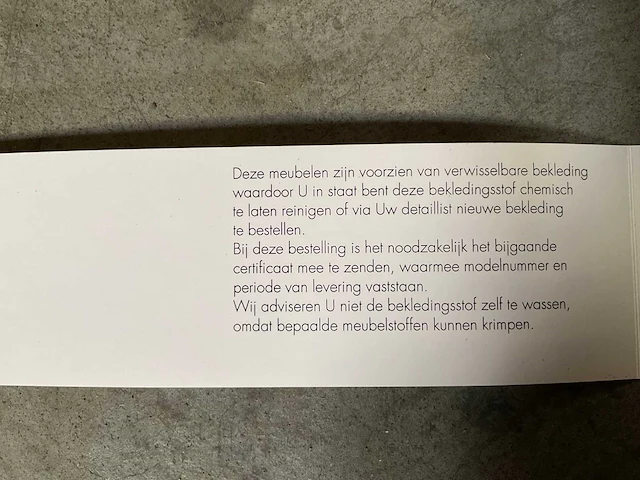 Deze meubelen zijn voorzien van verwisselbare bekleding
waardoor U in staat bent deze bekledingsstof chemisch
te laten reinigen of via Uw detaillist nieuwe bekleding
te bestellen.
Bij deze bestelling is het noodzakelijk het bijgaande
certificaat mee te zenden, waarmee modelnummer en
periode van levering vaststaan.
Wij adviseren U niet de bekledingsstof zelf te wassen,
omdat bepaalde meubelstoffen kunnen krimpen.